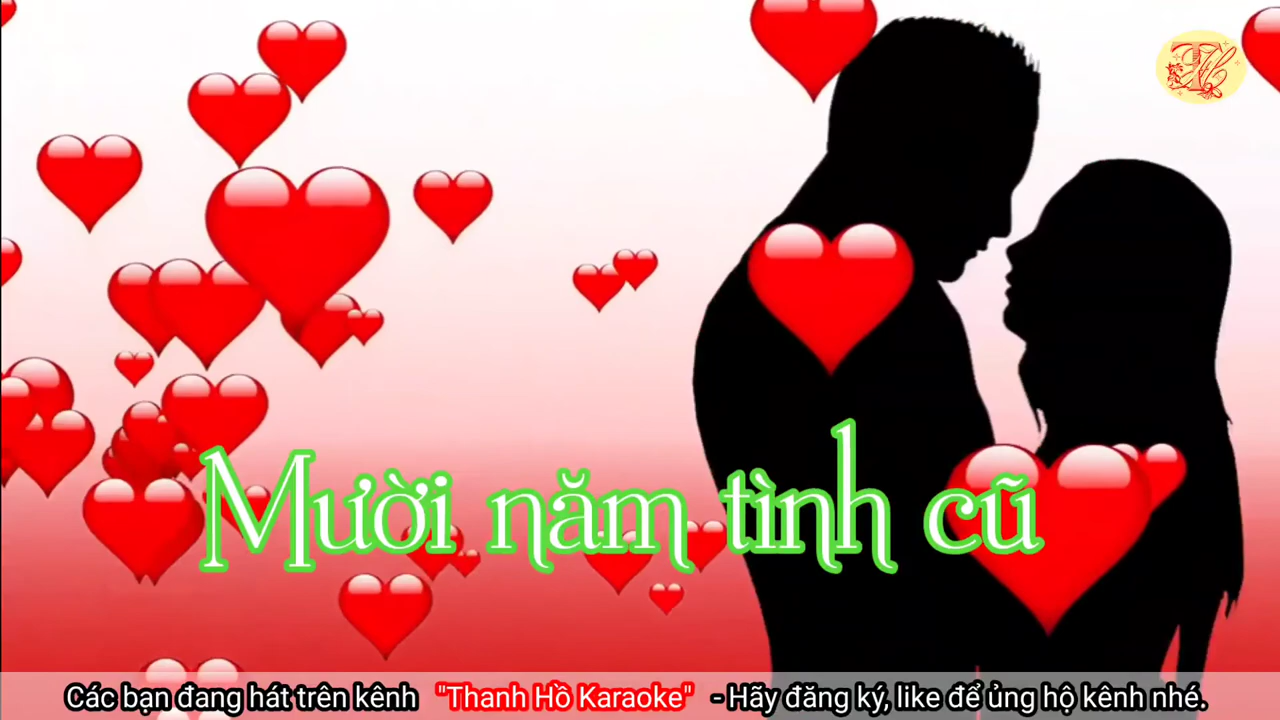 Mười năm tình cũ
Các bạn đang hát trên kênh "Thanh Hồ Karaoke" - Hãy đăng ký, like để ủng hộ kênh nhé.